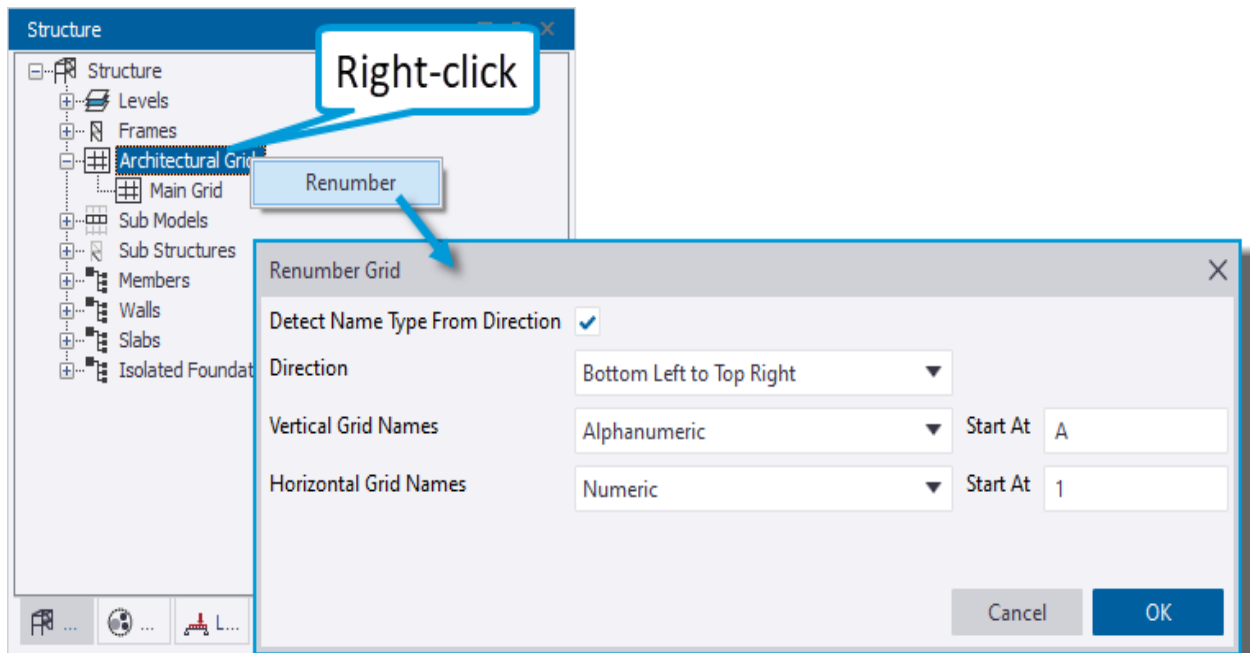 Structure
Right-click
Structure
Levels
Frames
Architectural Grid
Renumber
Main Grid
Sub Models
Sub Structures
Members
Walls
Slabs
Isolated Foundat
Renumber Grid
Detect Name Type From Direction
Direction Bottom Left to Top Right
Vertical Grid Names Alphanumeric Start At A
Horizontal Grid Names Numeric Start At 1
Cancel OK
... ... L...